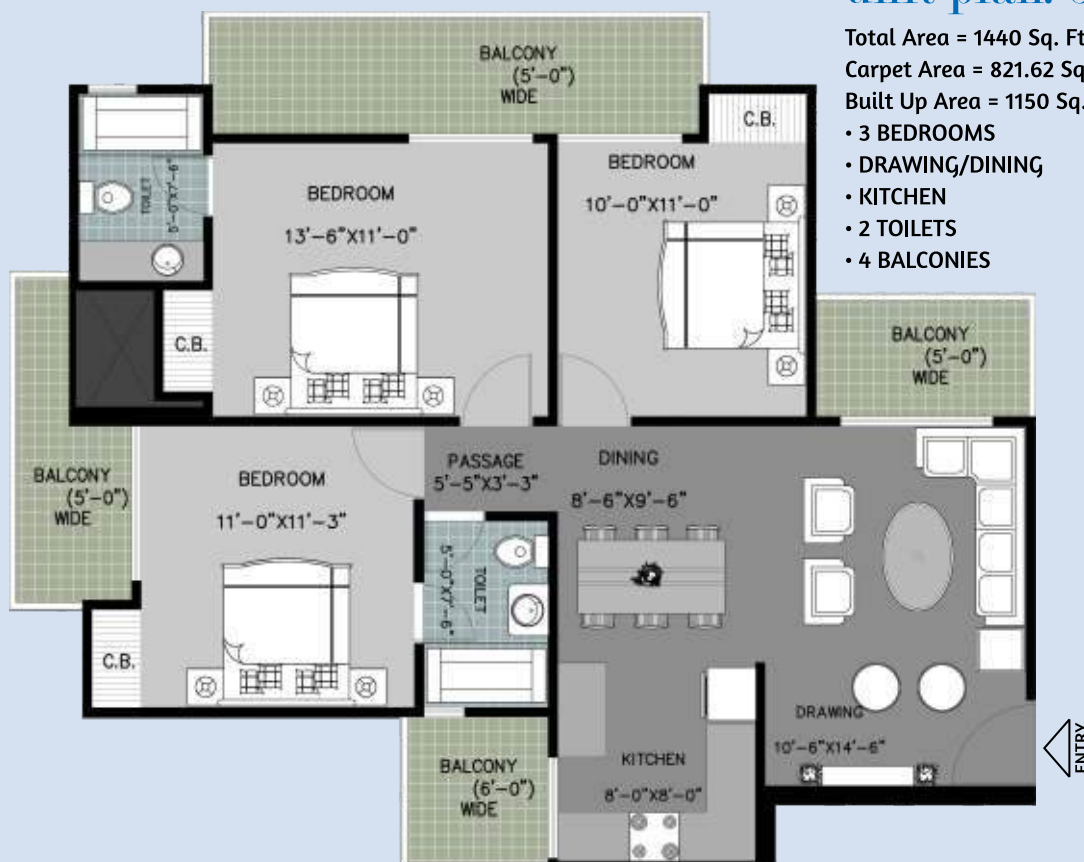 unit plan:
Total Area = 1440 Sq. Ft
Carpet Area = 821.62 Sq
Built Up Area = 1150 Sq.
• 3 BEDROOMS
• DRAWING/DINING
• KITCHEN
• 2 TOILETS
• 4 BALCONIES
BALCONY
(5'-0")
WIDE
C.B.
BEDROOM
10'-0"X11'-0"
BEDROOM
13'-6"X11'-0"
TOILET
5'-0"X7'-6"
C.B.
BALCONY
(5'-0")
WIDE
BALCONY
(5'-0")
WIDE
BEDROOM
11'-0"X11'-3"
PASSAGE
5'-5"X3'-3"
DINING
8'-6"X9'-6"
TOILET
5'-0"X7'-6"
C.B.
DRAWING
10'-6"X14'-6"
KITCHEN
8'-0"X8'-0"
BALCONY
(6'-0")
WIDE
ENTRY